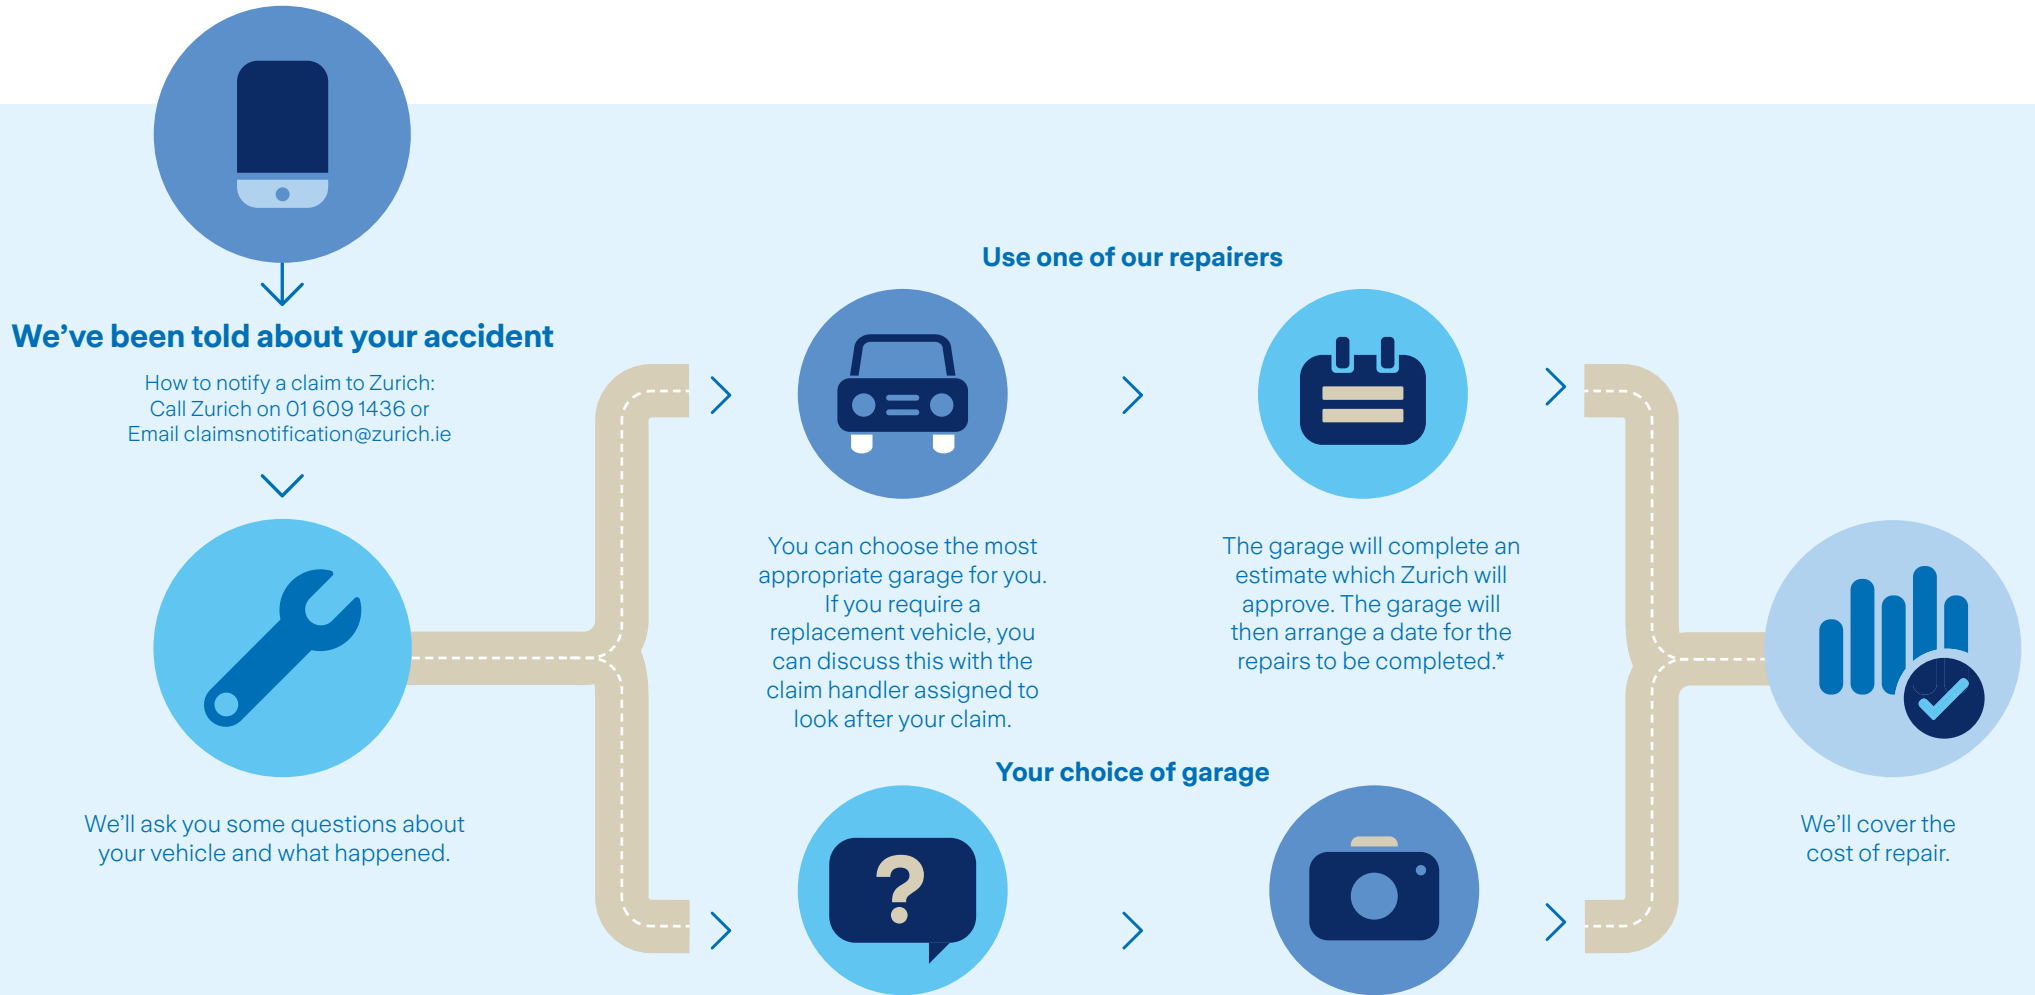 We’ve been told about your accident
How to notify a claim to Zurich:
Call Zurich on 01 609 1436 or
Email claimsnotification@zurich.ie
We’ll ask you some questions about
your vehicle and what happened.
Use one of our repairers
You can choose the most
appropriate garage for you.
If you require a
replacement vehicle, you
can discuss this with the
claim handler assigned to
look after your claim.
The garage will complete an
estimate which Zurich will
approve. The garage will
then arrange a date for the
repairs to be completed.*
Your choice of garage
?
We’ll cover the
cost of repair.